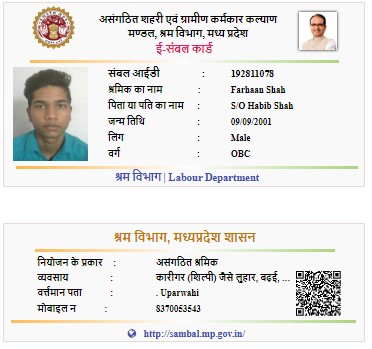 असंगठित शहरी एवं ग्रामीण कर्मकार कल्याण
मण्डल, श्रम विभाग, मध्य प्रदेश
ई-संबल कार्ड
संबल आईडी : 192811078
श्रमिक का नाम : Farhaan Shah
पिता या पति का नाम : S/O Habib Shah
जन्म तिथि : 09/09/2001
लिंग : Male
वर्ग : OBC
श्रम विभाग | Labour Department
श्रम विभाग, मध्यप्रदेश शासन
नियोजन के प्रकार : असंगठित श्रमिक
व्यवसाय : कारीगर (शिल्पी) जैसे लुहार, बढ़ई, ...
वर्त्तमान पता : . Uparwahi
मोबाइल न : 8370053543
http://sambal.mp.gov.in/